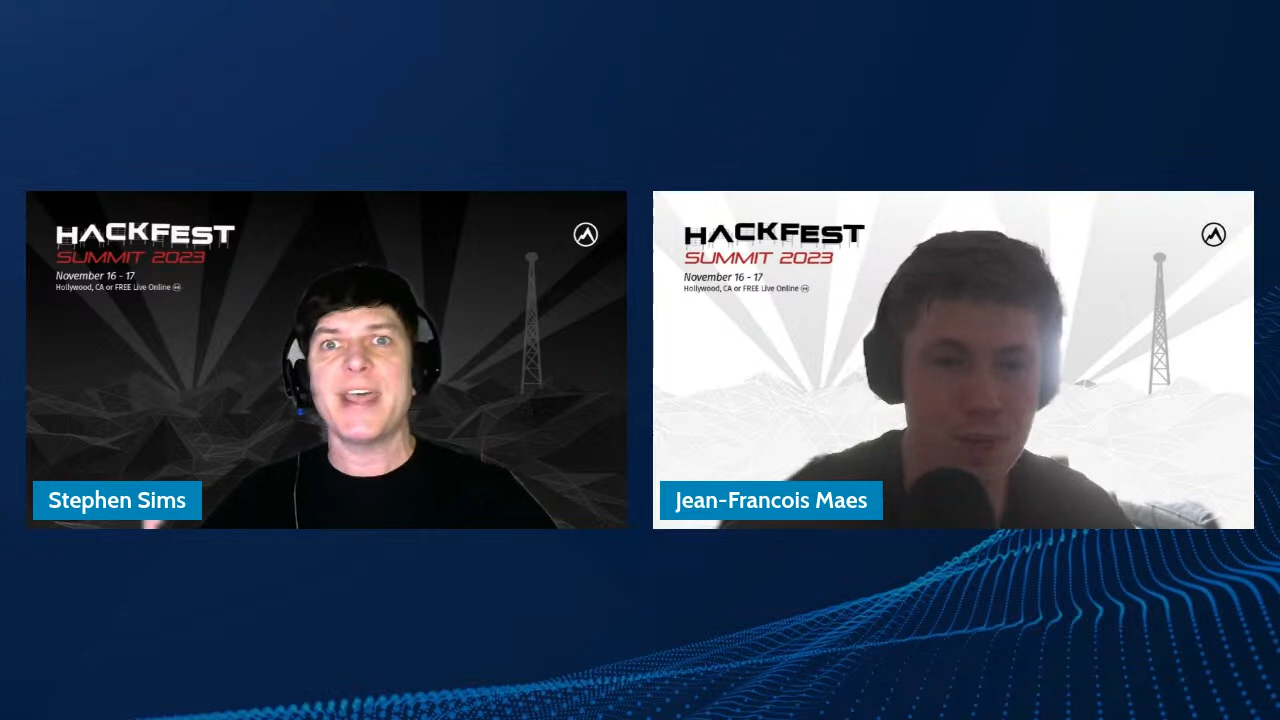 HACKFEST
SUMMIT 2023
November 16 - 17
Hollywood, CA or FREE Live Online
Stephen Sims
HACKFEST
SUMMIT 2023
November 16 - 17
Hollywood, CA or FREE Live Online
Jean-Francois Maes